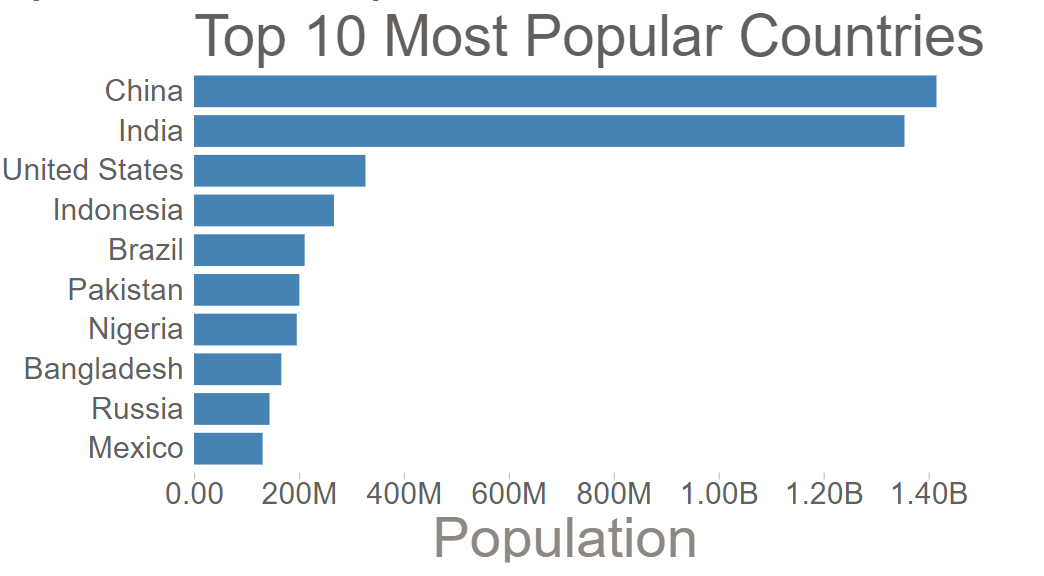 Top 10 Most Popular Countries
China
India
United States
Indonesia
Brazil
Pakistan
Nigeria
Bangladesh
Russia
Mexico
0.00 200M 400M 600M 800M 1.00B 1.20B 1.40B
Population